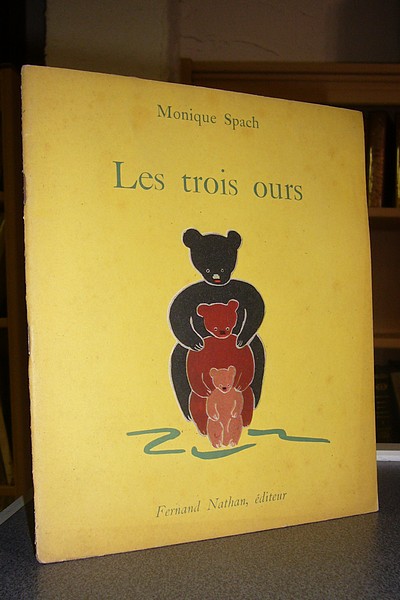 Monique Spach
Les trois ours
Fernand Nathan, éditeur